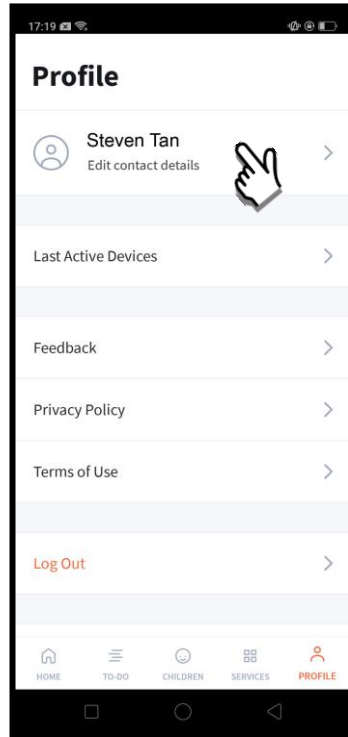 17:19
Profile
Steven Tan
Edit contact details
Last Active Devices
Feedback
Privacy Policy
Terms of Use
Log Out
HOME TO-DO CHILDREN SERVICES PROFILE